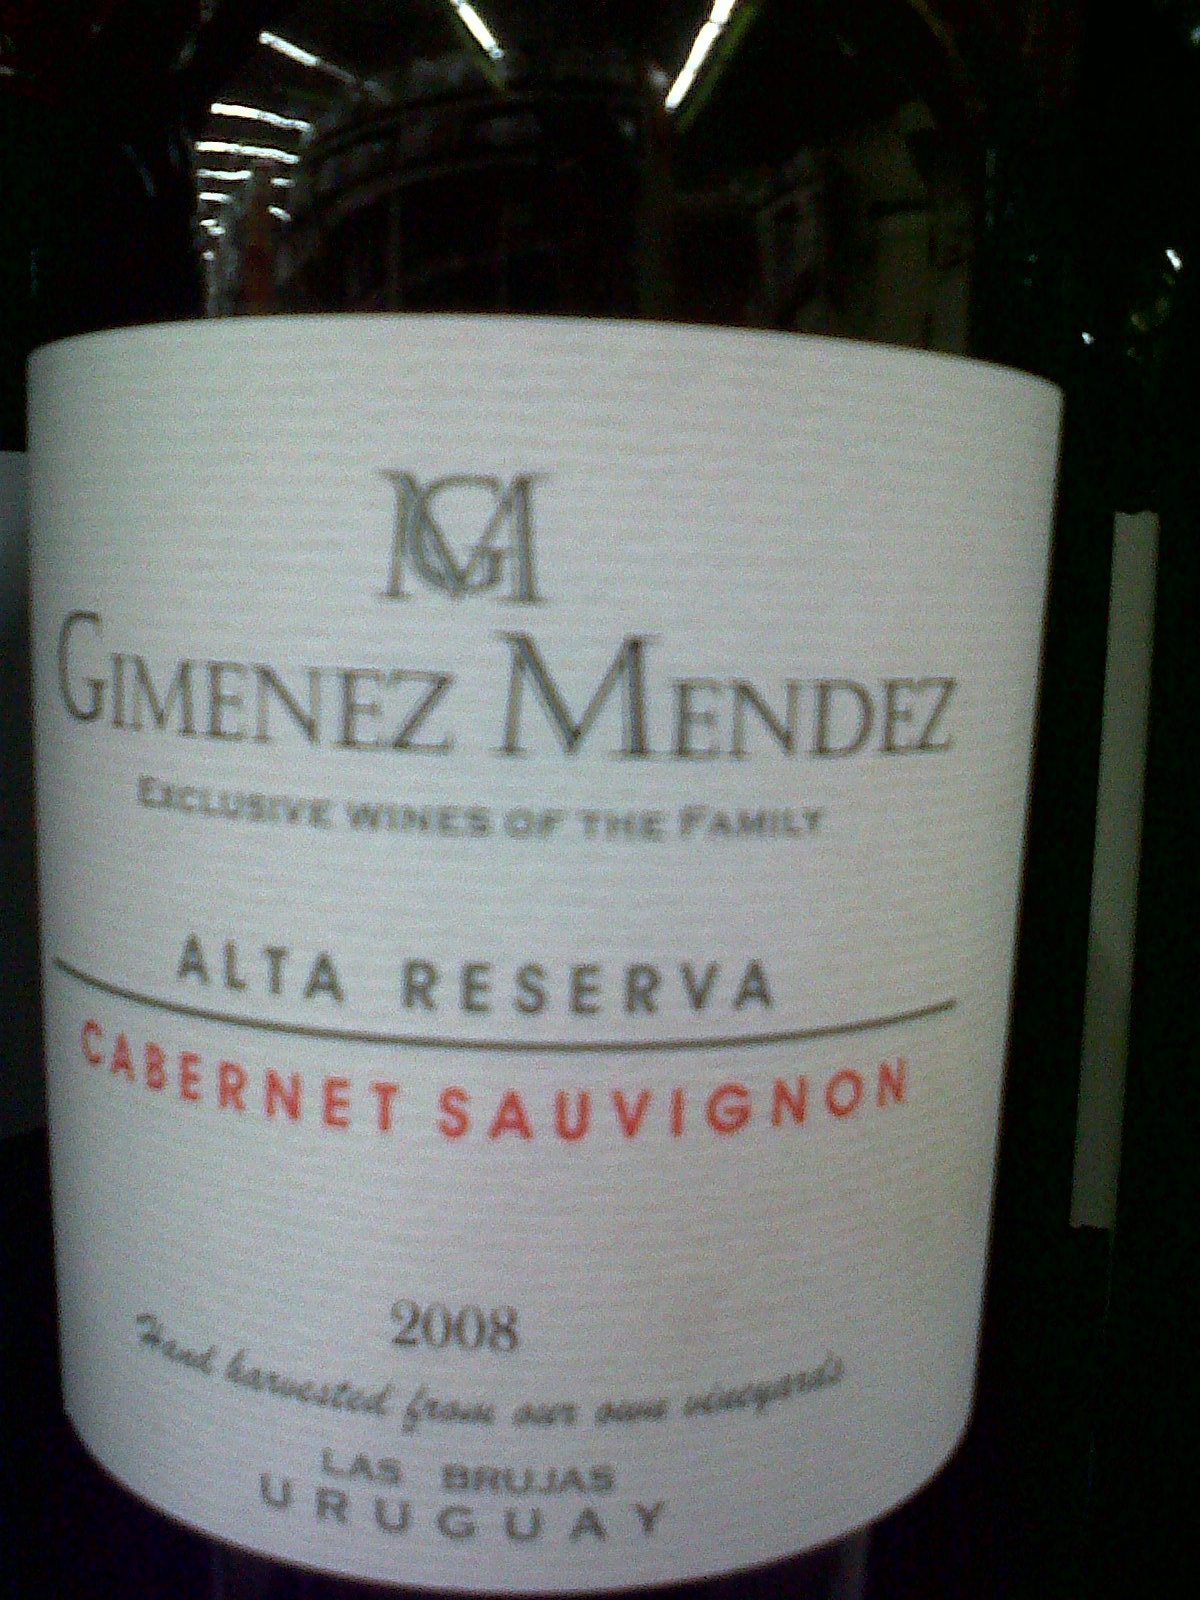 GM
GIMENEZ MENDEZ
EXCLUSIVE WINES OF THE FAMILY
ALTA RESERVA
CABERNET SAUVIGNON
2008
Hand harvested from our own vineyards
LAS BRUJAS
URUGUAY